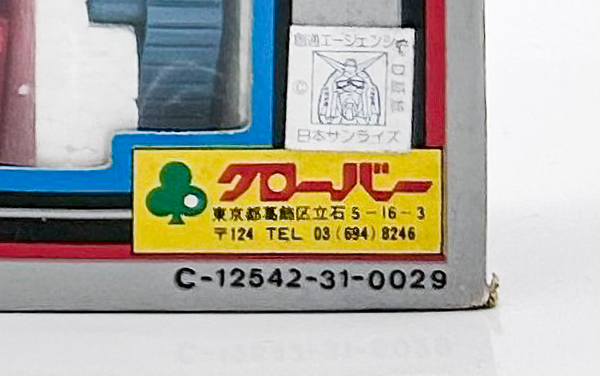 創通エージェンシー
©
日本サンライズ
クローバー
東京都葛飾区立石5-16-3
〒124 TEL 03(694)8246
C-12542-31-0029